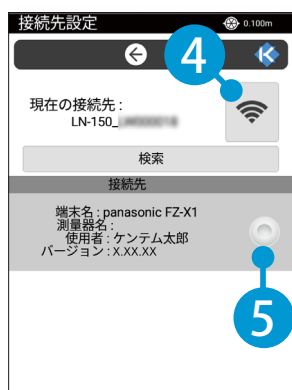 接続先設定
0.100m
4
現在の接続先 :
LN-150_
検索
接続先
端末名 : panasonic FZ-X1
測量器名 :
使用者 : ケンテム太郎
バージョン : X.XX.XX
5